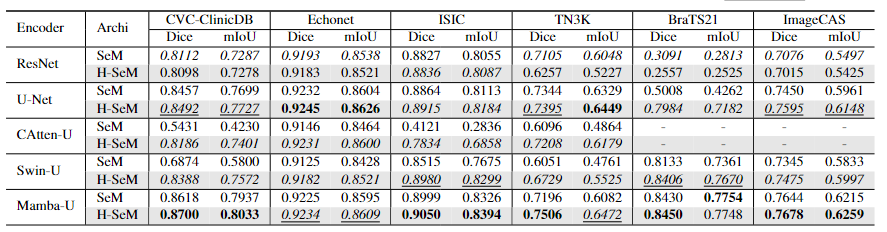 Encoder Archi CVC-ClinicDB Echonet ISIC TN3K BraTS21 ImageCAS
Dice mIoU Dice mIoU Dice mIoU Dice mIoU Dice mIoU Dice mIoU
ResNet SeM 0.8112 0.7287 0.9193 0.8538 0.8827 0.8055 0.7105 0.6048 0.3091 0.2813 0.7076 0.5497
H-SeM 0.8098 0.7278 0.9183 0.8521 0.8836 0.8087 0.6257 0.5227 0.2557 0.2525 0.7015 0.5425
U-Net SeM 0.8457 0.7699 0.9232 0.8604 0.8864 0.8113 0.7344 0.6329 0.5008 0.4262 0.7450 0.5961
H-SeM 0.8492 0.7727 0.9245 0.8626 0.8915 0.8184 0.7395 0.6449 0.7984 0.7182 0.7595 0.6148
CAtten-U SeM 0.5431 0.4230 0.9146 0.8464 0.4121 0.2836 0.6096 0.4864 - - - -
H-SeM 0.8186 0.7401 0.9231 0.8600 0.7834 0.6858 0.7208 0.6179 - - - -
Swin-U SeM 0.6874 0.5800 0.9125 0.8428 0.8515 0.7675 0.6051 0.4761 0.8133 0.7361 0.7345 0.5833
H-SeM 0.8388 0.7572 0.9182 0.8521 0.8980 0.8299 0.6729 0.5525 0.8406 0.7670 0.7475 0.5997
Mamba-U SeM 0.8618 0.7937 0.9225 0.8595 0.8999 0.8326 0.7196 0.6082 0.8430 0.7754 0.7644 0.6215
H-SeM 0.8700 0.8033 0.9234 0.8609 0.9050 0.8394 0.7506 0.6472 0.8450 0.7748 0.7678 0.6259